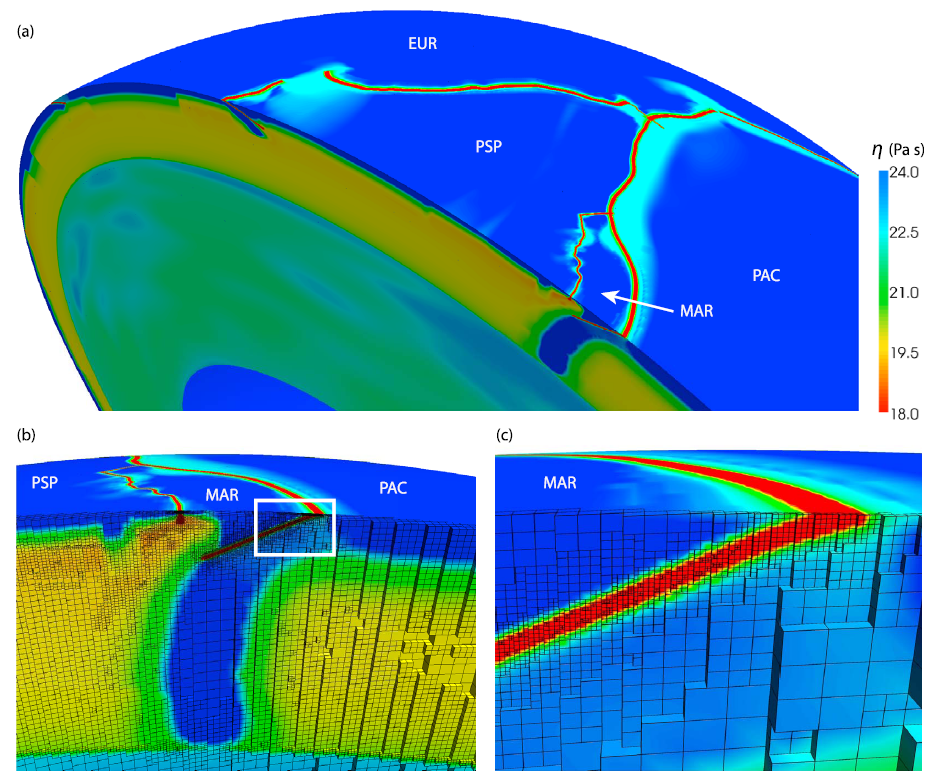 (a)
EUR
PSP
PAC
MAR
η (Pa s)
24.0
22.5
21.0
19.5
18.0
(b)
PSP
MAR
PAC
(c)
MAR